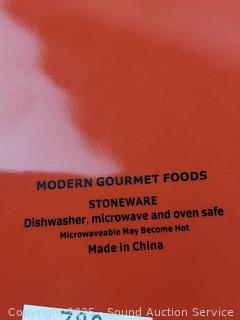 MODERN GOURMET FOODS
STONEWARE
Dishwasher, microwave and oven safe
Microwaveable May Become Hot
Made in China
Copyright 2025 - Sound Auction Service